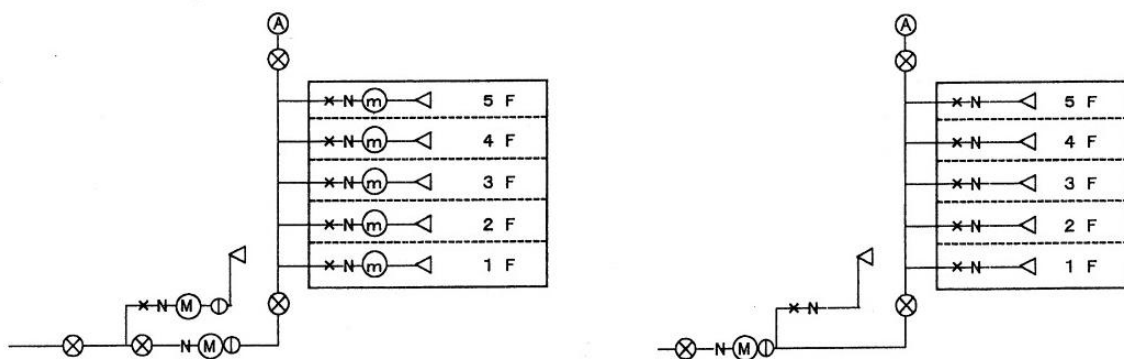 A
A
N m 5 F
N 5 F
N m 4 F
N 4 F
N m 3 F
N 3 F
N m 2 F
N 2 F
N m 1 F
N 1 F
N M
N
N M
N M